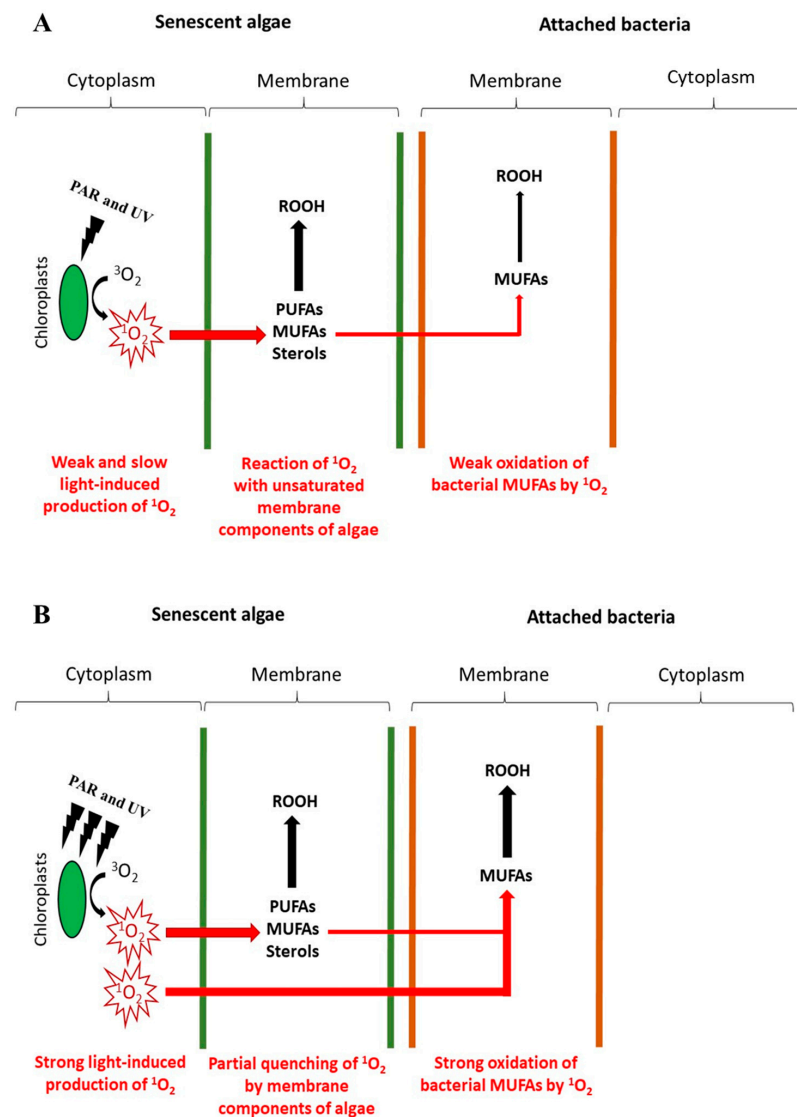 A
Senescent algae
Attached bacteria
Cytoplasm
Membrane
Membrane
Cytoplasm
PAR and UV
Chloroplasts
³O₂
¹O₂
ROOH
PUFAs
MUFAs
Sterols
ROOH
MUFAs
Weak and slow
light-induced
production of ¹O₂
Reaction of ¹O₂
with unsaturated
membrane
components of algae
Weak oxidation of
bacterial MUFAs by ¹O₂
B
Senescent algae
Attached bacteria
Cytoplasm
Membrane
Membrane
Cytoplasm
PAR and UV
Chloroplasts
³O₂
¹O₂
¹O₂
ROOH
PUFAs
MUFAs
Sterols
ROOH
MUFAs
Strong light-induced
production of ¹O₂
Partial quenching of ¹O₂
by membrane
components of algae
Strong oxidation of
bacterial MUFAs by ¹O₂